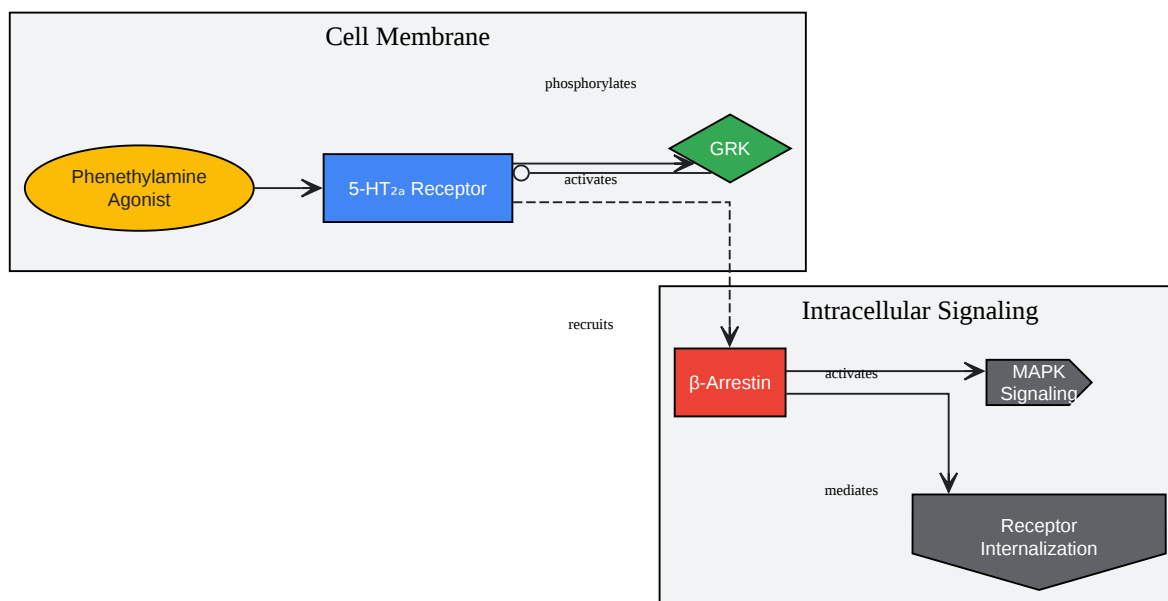 Cell Membrane
phosphorylates
GRK
Phenethylamine
Agonist
5-HT₂ₐ Receptor
activates
recruits
Intracellular Signaling
β-Arrestin
activates
MAPK
Signaling
mediates
Receptor
Internalization